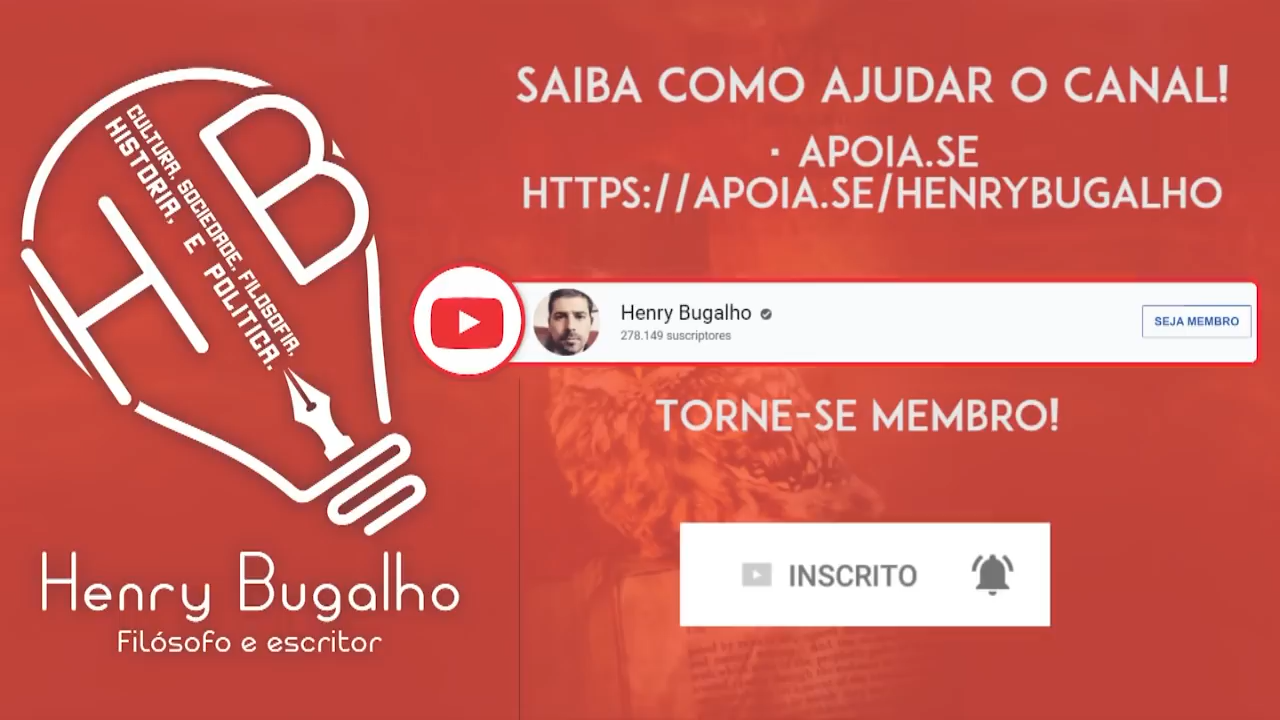 CULTURA, SOCIEDADE, FILOSOFIA,
HISTORIA, E POLITICA.
HB
Henry Bugalho
Filósofo e escritor
SAIBA COMO AJUDAR O CANAL!
· APOIA.SE
HTTPS://APOIA.SE/HENRYBUGALHO
Henry Bugalho
278.149 suscriptores
SEJA MEMBRO
TORNE-SE MEMBRO!
INSCRITO